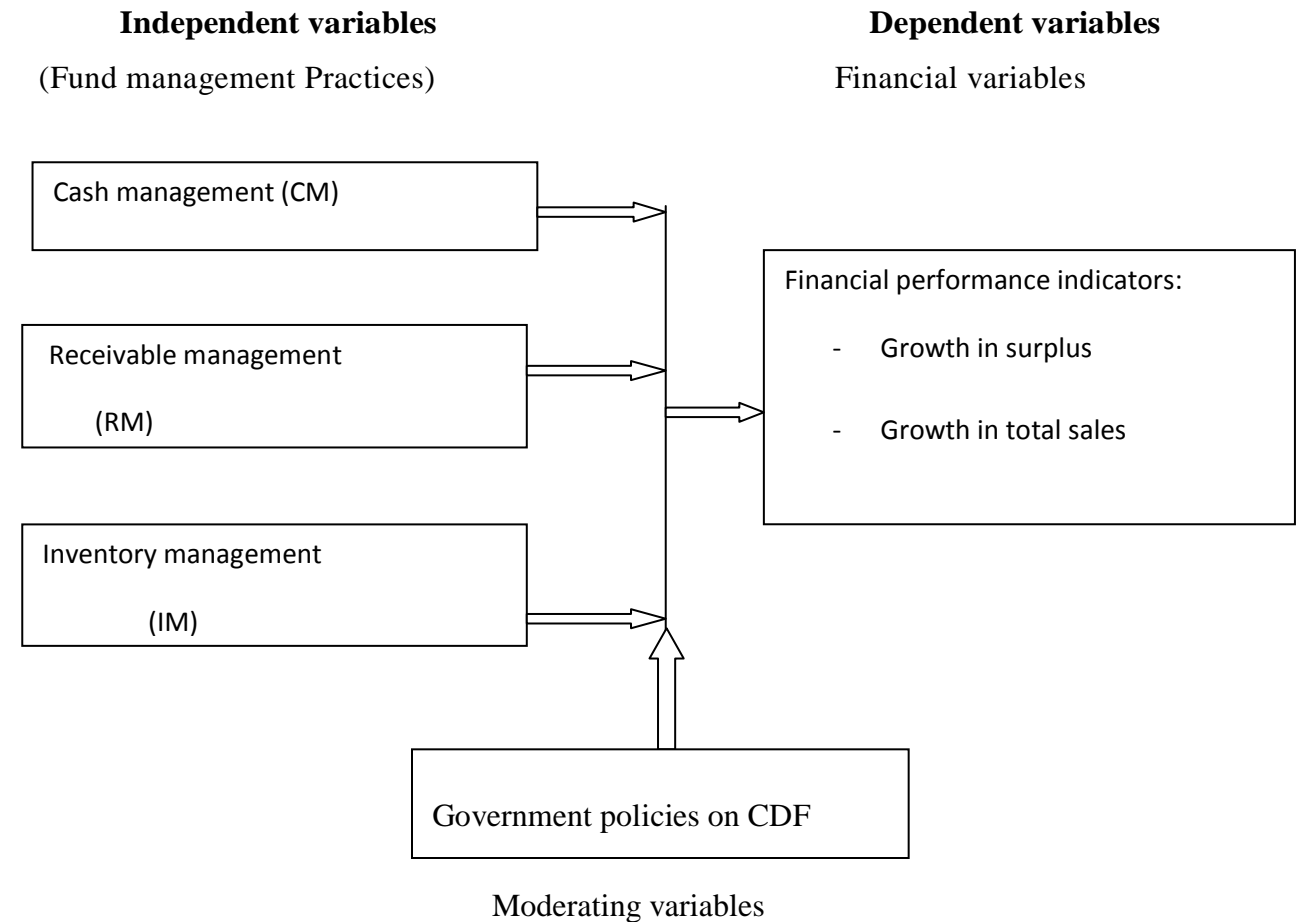 Independent variables
(Fund management Practices)
Dependent variables
Financial variables
Cash management (CM)
Receivable management
(RM)
Inventory management
(IM)
Financial performance indicators:
- Growth in surplus
- Growth in total sales
Government policies on CDF
Moderating variables